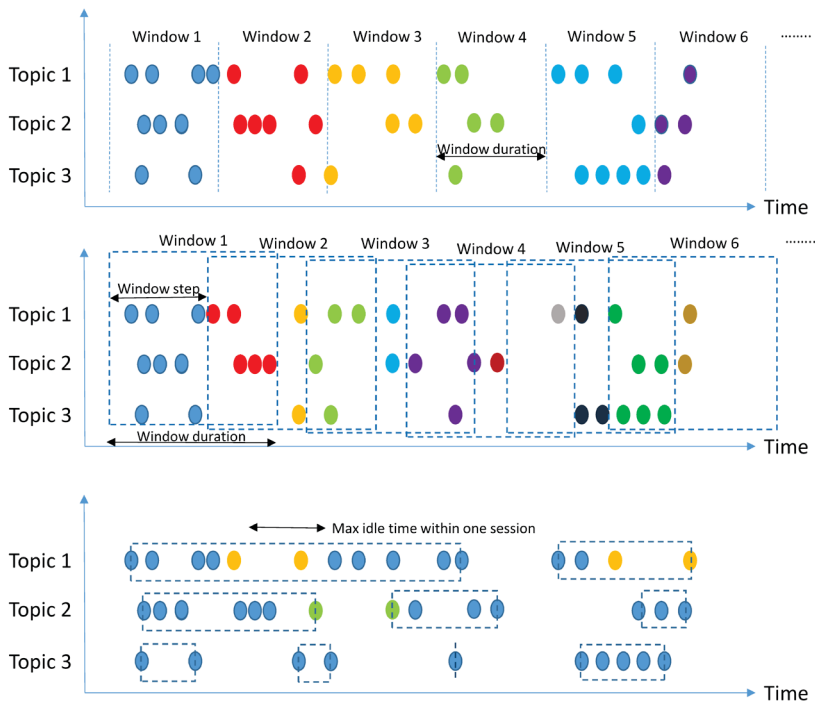 Window 1 Window 2 Window 3 Window 4 Window 5 Window 6 ........
Topic 1
Topic 2
Window duration
Topic 3
Time
Window 1 Window 2 Window 3 Window 4 Window 5 Window 6 ........
Window step
Topic 1
Topic 2
Topic 3
Window duration
Time
Max idle time within one session
Topic 1
Topic 2
Topic 3
Time